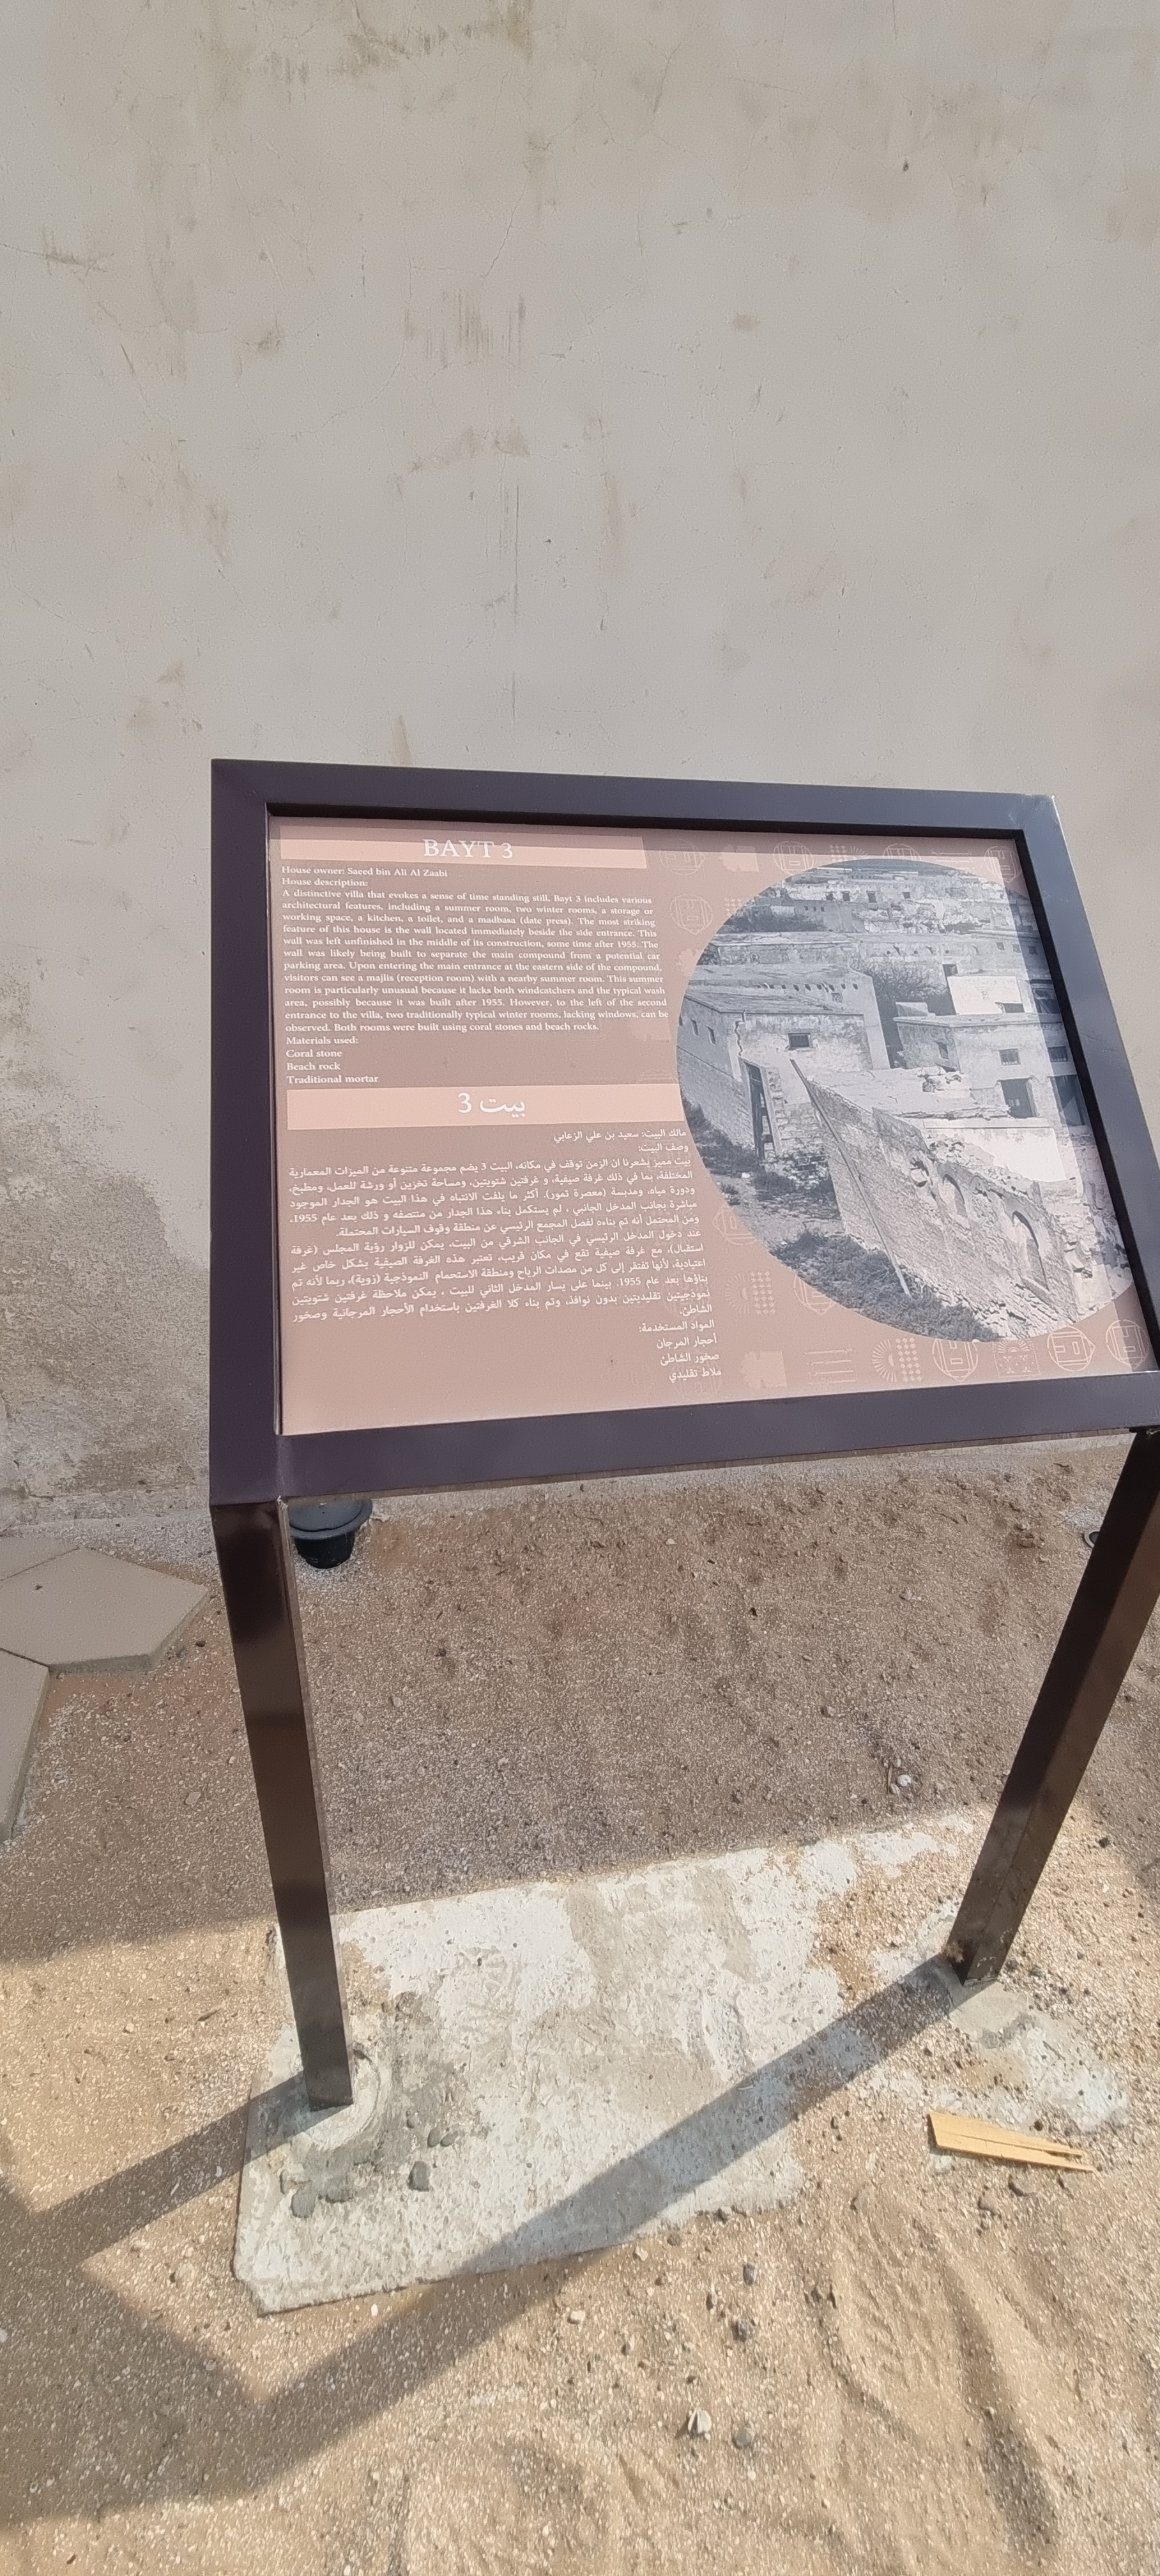 BAYT 3
House owner: Saeed bin Ali Al Zaabi
House description:
A distinctive villa that evokes a sense of time standing still, Bayt 3 includes various
architectural features, including a summer room, two winter rooms, a storage or
working space, a kitchen, a toilet, and a madbasa (date press). The most striking
feature of this house is the wall located immediately beside the side entrance. This
wall was left unfinished in the middle of its construction, some time after 1955. The
wall was likely being built to separate the main compound from a potential car
parking area. Upon entering the main entrance at the eastern side of the compound,
visitors can see a majlis (reception room) with a nearby summer room. This summer
room is particularly unusual because it lacks both windcatchers and the typical wash
area, possibly because it was built after 1955. However, to the left of the second
entrance to the villa, two traditionally typical winter rooms, lacking windows, can be
observed. Both rooms were built using coral stones and beach rocks.
Materials used:
Coral stone
Beach rock
Traditional mortar
بيت 3
مالك البيت: سعيد بن علي الزعابي
وصف البيت:
بيت مميز يشعرنا ان الزمن توقف في مكانه، البيت 3 يضم مجموعة متنوعة من الميزات المعمارية
المختلفة، بما في ذلك غرفة صيفية، و غرفتين شتويتين، ومساحة تخزين أو ورشة للعمل، ومطبخ،
ودورة مياه، ومدبسة (معصرة تمور). أكثر ما يلفت الانتباه في هذا البيت هو الجدار الموجود
مباشرة بجانب المدخل الجانبي ، لم يستكمل بناء هذا الجدار من منتصفه و ذلك بعد عام 1955.
ومن المحتمل أنه تم بناءه لفصل المجمع الرئيسي عن منطقة وقوف السيارات المحتملة.
عند دخول المدخل الرئيسي في الجانب الشرقي من البيت، يمكن للزوار رؤية المجلس (غرفة
استقبال)، مع غرفة صيفية تقع في مكان قريب، تعتبر هذه الغرفة الصيفية بشكل خاص غير
اعتيادية، لأنها تفتقر إلى كل من مصدات الرياح ومنطقة الاستحمام النموذجية (زوية)، ربما لأنه تم
بناؤها بعد عام 1955. بينما على يسار المدخل الثاني للبيت ، يمكن ملاحظة غرفتين شتويتين
نموذجيتين تقليديتين بدون نوافذ، وتم بناء كلا الغرفتين باستخدام الأحجار المرجانية وصخور
الشاطئ.
المواد المستخدمة:
أحجار المرجان
صخور الشاطئ
ملاط تقليدي